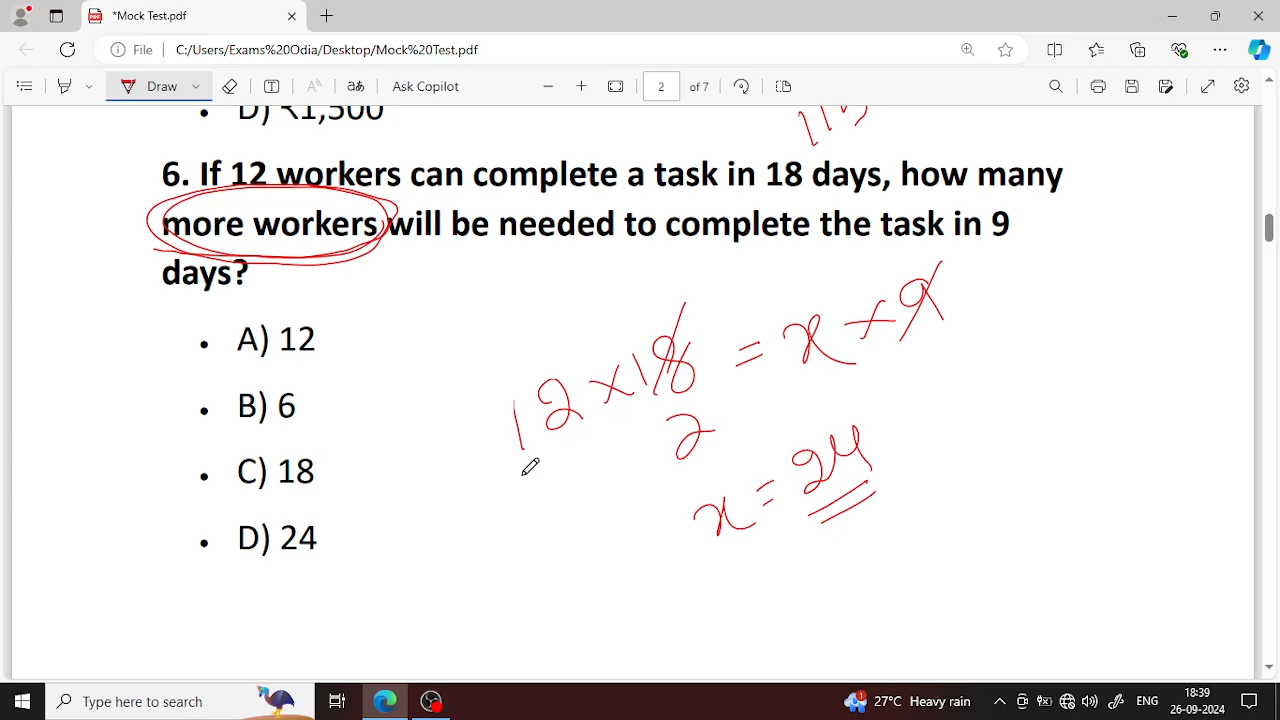 *Mock Test.pdf
File
C:/Users/Exams%20Odia/Desktop/Mock%20Test.pdf
Draw
Ask Copilot
2
of 7
D) ₹1,500
6. If 12 workers can complete a task in 18 days, how many
more workers will be needed to complete the task in 9
days?
A) 12
B) 6
C) 18
D) 24
12 × 18 = x × 9
2
x = 24
Type here to search
1
27°C Heavy rain
ENG
18:39
26-09-2024